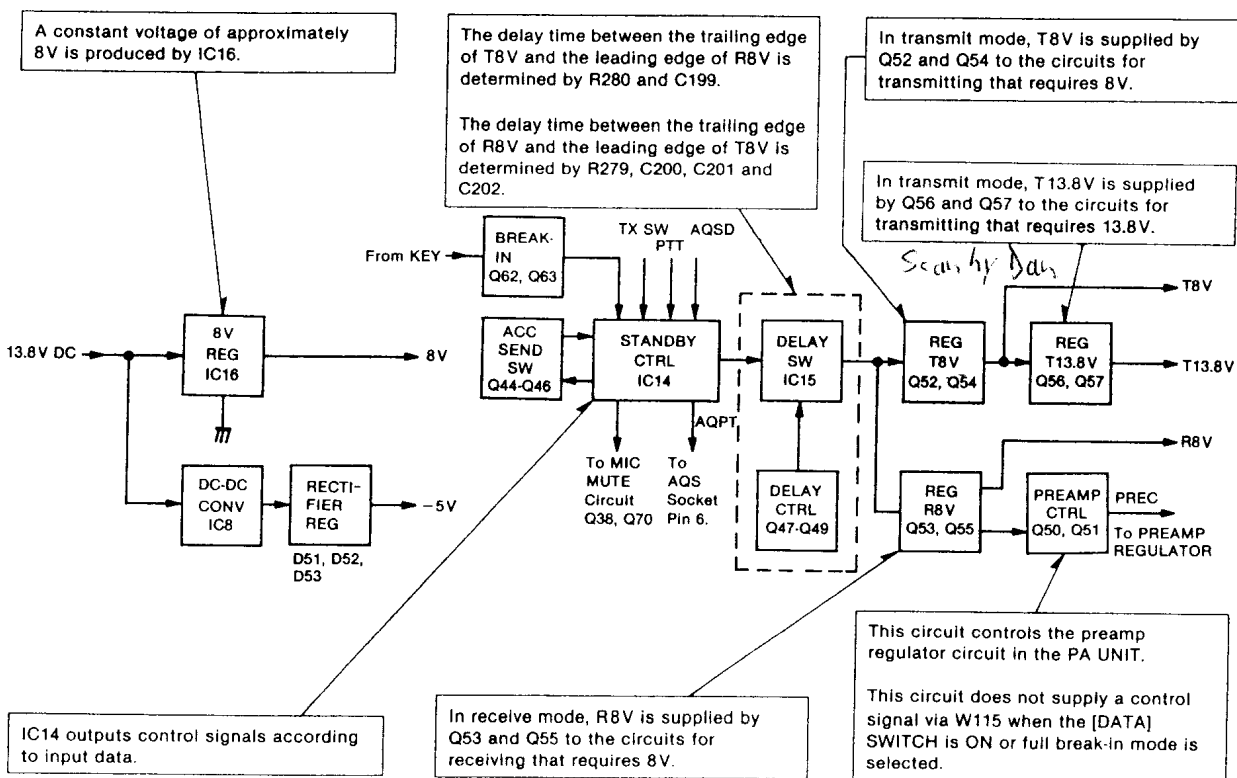 A constant voltage of approximately
8V is produced by IC16.
The delay time between the trailing edge
of T8V and the leading edge of R8V is
determined by R280 and C199.
The delay time between the trailing edge
of R8V and the leading edge of T8V is
determined by R279, C200, C201 and
C202.
In transmit mode, T8V is supplied by
Q52 and Q54 to the circuits for
transmitting that requires 8V.
In transmit mode, T13.8V is supplied
by Q56 and Q57 to the circuits for
transmitting that requires 13.8V.
Scan by Dan
From KEY
BREAK-
IN
Q62, Q63
TX SW
PTT
AQSD
13.8V DC
8V
REG
IC16
8V
ACC
SEND
SW
Q44-Q46
STANDBY
CTRL
IC14
DELAY
SW
IC15
REG
T8V
Q52, Q54
REG
T13.8V
Q56, Q57
T8V
T13.8V
R8V
DC-DC
CONV
IC8
RECTI-
FIER
REG
D51, D52,
D53
−5V
To MIC
MUTE
Circuit
Q38, Q70
AQPT
To
AQS
Socket
Pin 6.
DELAY
CTRL
Q47-Q49
REG
R8V
Q53, Q55
PREAMP
CTRL
Q50, Q51
PREC
To PREAMP
REGULATOR
IC14 outputs control signals according
to input data.
In receive mode, R8V is supplied by
Q53 and Q55 to the circuits for
receiving that requires 8V.
This circuit controls the preamp
regulator circuit in the PA UNIT.
This circuit does not supply a control
signal via W115 when the [DATA]
SWITCH is ON or full break-in mode is
selected.